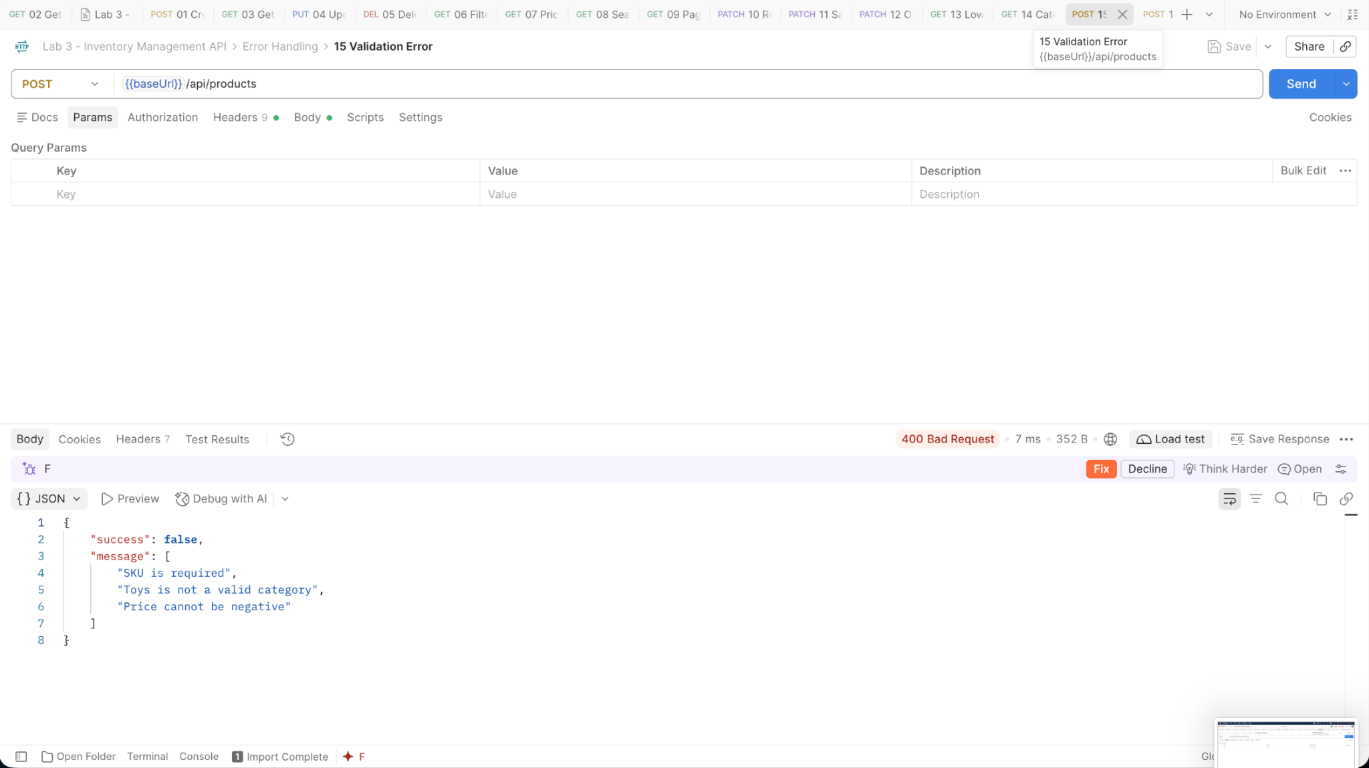 GET 02 Get Lab 3 - POST 01 Cr GET 03 Get PUT 04 Upc DEL 05 Del GET 06 Filt GET 07 Pric GET 08 Sea GET 09 Pag PATCH 10 R PATCH 11 Sa PATCH 12 O GET 13 Low GET 14 Cat POST 15 POST 1 No Environment
Lab 3 - Inventory Management API > Error Handling > 15 Validation Error Save Share
15 Validation Error
{{baseUrl}}/api/products
POST {{baseUrl}} /api/products Send
Docs Params Authorization Headers 9 Body Scripts Settings Cookies
Query Params
Key Value Description Bulk Edit
Key Value Description
Body Cookies Headers 7 Test Results 400 Bad Request • 7 ms • 352 B • Load test e.g. Save Response
F Fix Decline Think Harder Open
{} JSON Preview Debug with AI
1 {
2 "success": false,
3 "message": [
4 "SKU is required",
5 "Toys is not a valid category",
6 "Price cannot be negative"
7 ]
8 }
Open Folder Terminal Console 1 Import Complete F